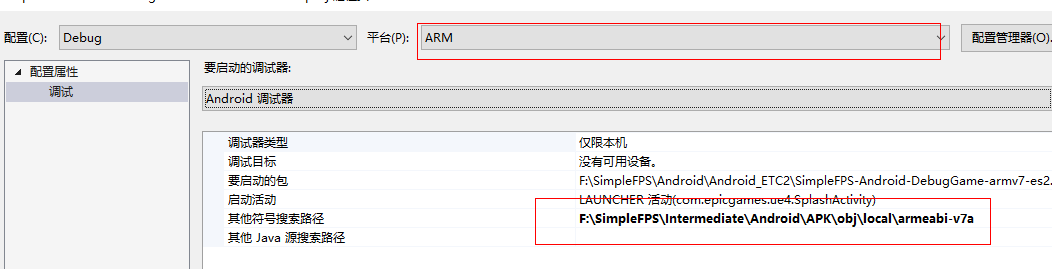 配置(C): Debug 平台(P): ARM 配置管理器(O)...
配置属性
调试
要启动的调试器:
Android 调试器
调试器类型 仅限本机
调试目标 没有可用设备。
要启动的包 F:\SimpleFPS\Android\Android_ETC2\SimpleFPS-Android-DebugGame-armv7-es2.
启动活动 LAUNCHER 活动(com.epicgames.ue4.SplashActivity)
其他符号搜索路径 F:\SimpleFPS\Intermediate\Android\APK\obj\local\armeabi-v7a
其他 Java 源搜索路径